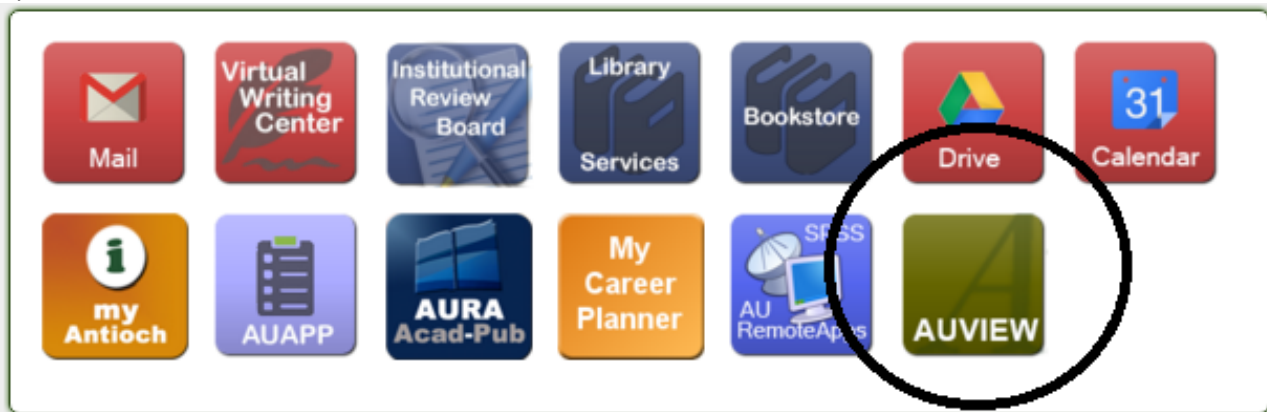 Mail
Virtual
Writing
Center
Institutional
Review
Board
Library
Services
Bookstore
Drive
31
Calendar
i
my
Antioch
AUAPP
AURA
Acad-Pub
My
Career
Planner
SPSS
AU
RemoteApps
A
AUVIEW